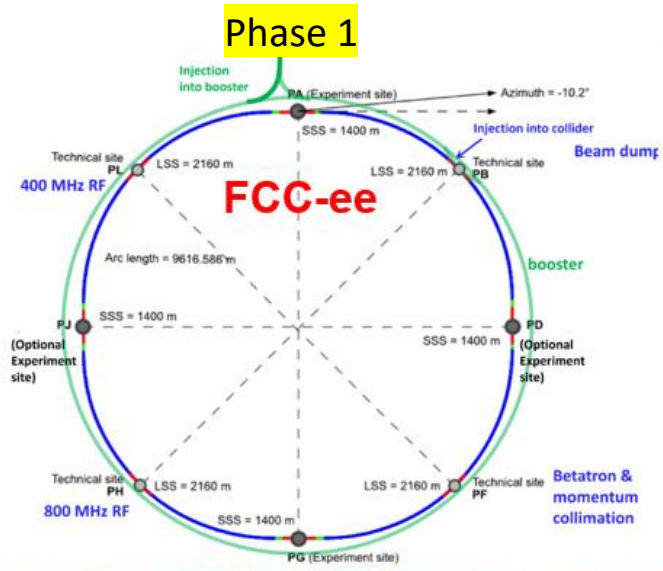 Phase 1
Injection
into booster
PA (Experiment site)
Azimuth = -10.2°
SSS = 1400 m
Injection into collider
Technical site
PL
LSS = 2160 m
400 MHz RF
LSS = 2160 m
Technical site
PB
Beam dump
FCC-ee
Arc length = 9616.586 m
booster
PJ
SSS = 1400 m
(Optional
Experiment
site)
SSS = 1400 m
PD
(Optional
Experiment
site)
Technical site
PH
LSS = 2160 m
800 MHz RF
LSS = 2160 m
Technical site
PF
Betatron &
momentum
collimation
SSS = 1400 m
PG (Experiment site)